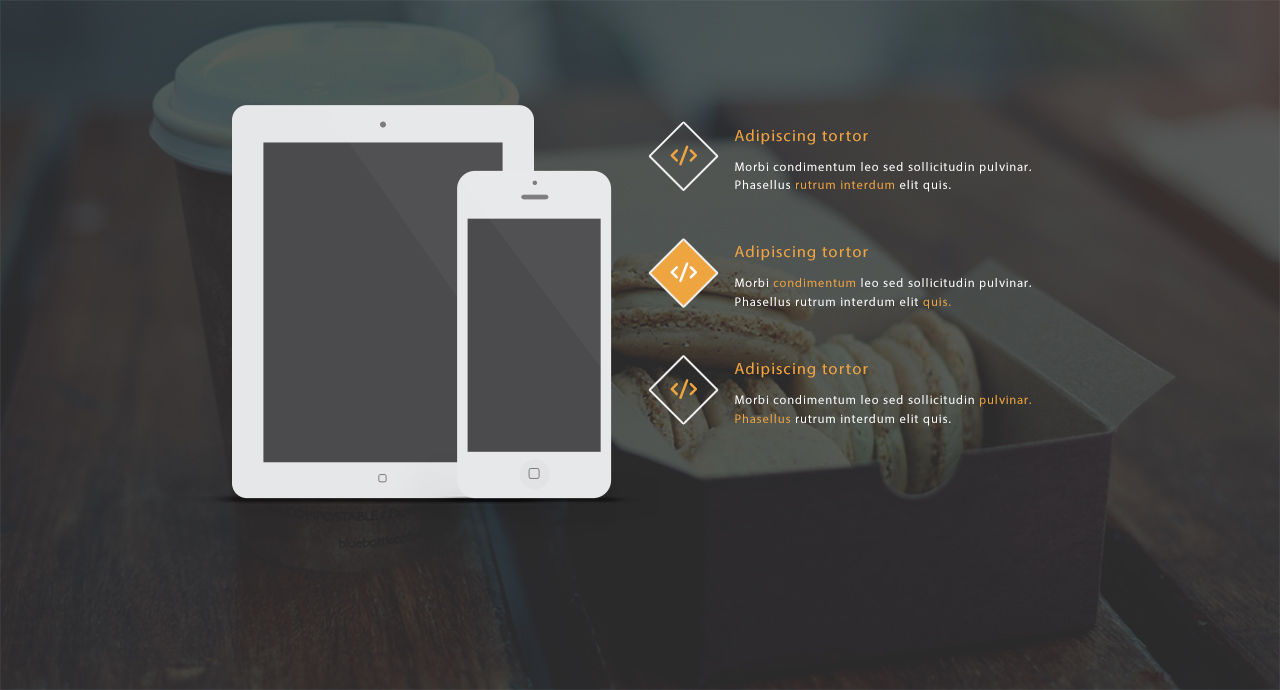 Adipiscing tortor
Morbi condimentum leo sed sollicitudin pulvinar.
Phasellus rutrum interdum elit quis.
Adipiscing tortor
Morbi condimentum leo sed sollicitudin pulvinar.
Phasellus rutrum interdum elit quis.
Adipiscing tortor
Morbi condimentum leo sed sollicitudin pulvinar.
Phasellus rutrum interdum elit quis.